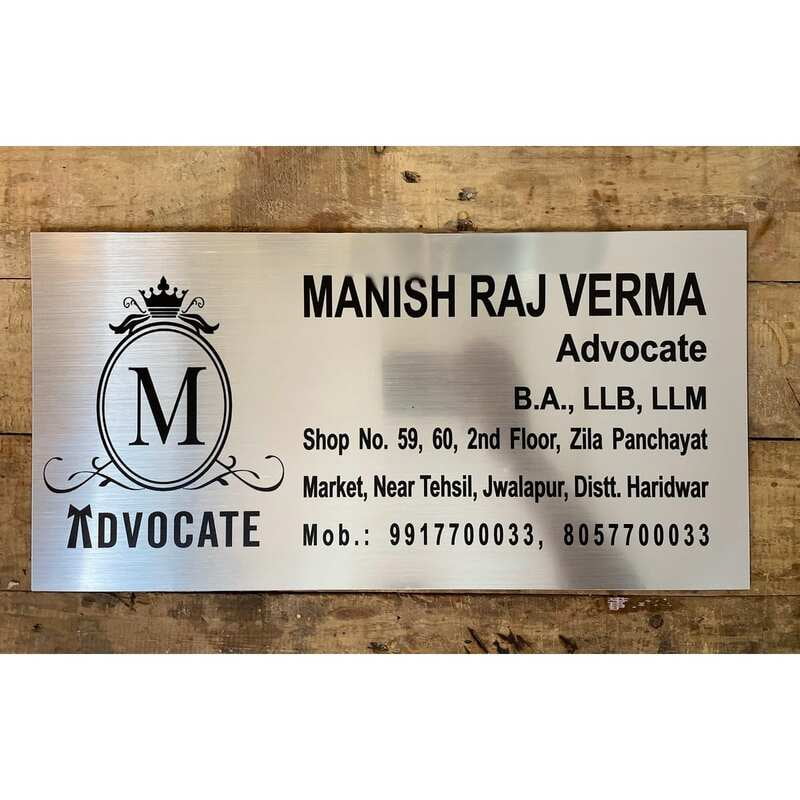 M
ADVOCATE
MANISH RAJ VERMA
Advocate
B.A., LLB, LLM
Shop No. 59, 60, 2nd Floor, Zila Panchayat
Market, Near Tehsil, Jwalapur, Distt. Haridwar
Mob.: 9917700033, 8057700033